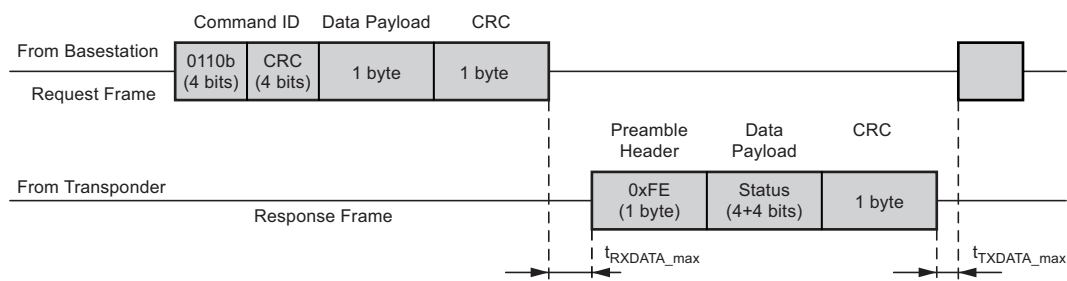 Command ID
Data Payload
CRC
From Basestation
0110b
(4 bits)
CRC
(4 bits)
1 byte
1 byte
Request Frame
Preamble
Header
Data
Payload
CRC
From Transponder
0xFE
(1 byte)
Status
(4+4 bits)
1 byte
Response Frame
tRXDATA_max
tTXDATA_max